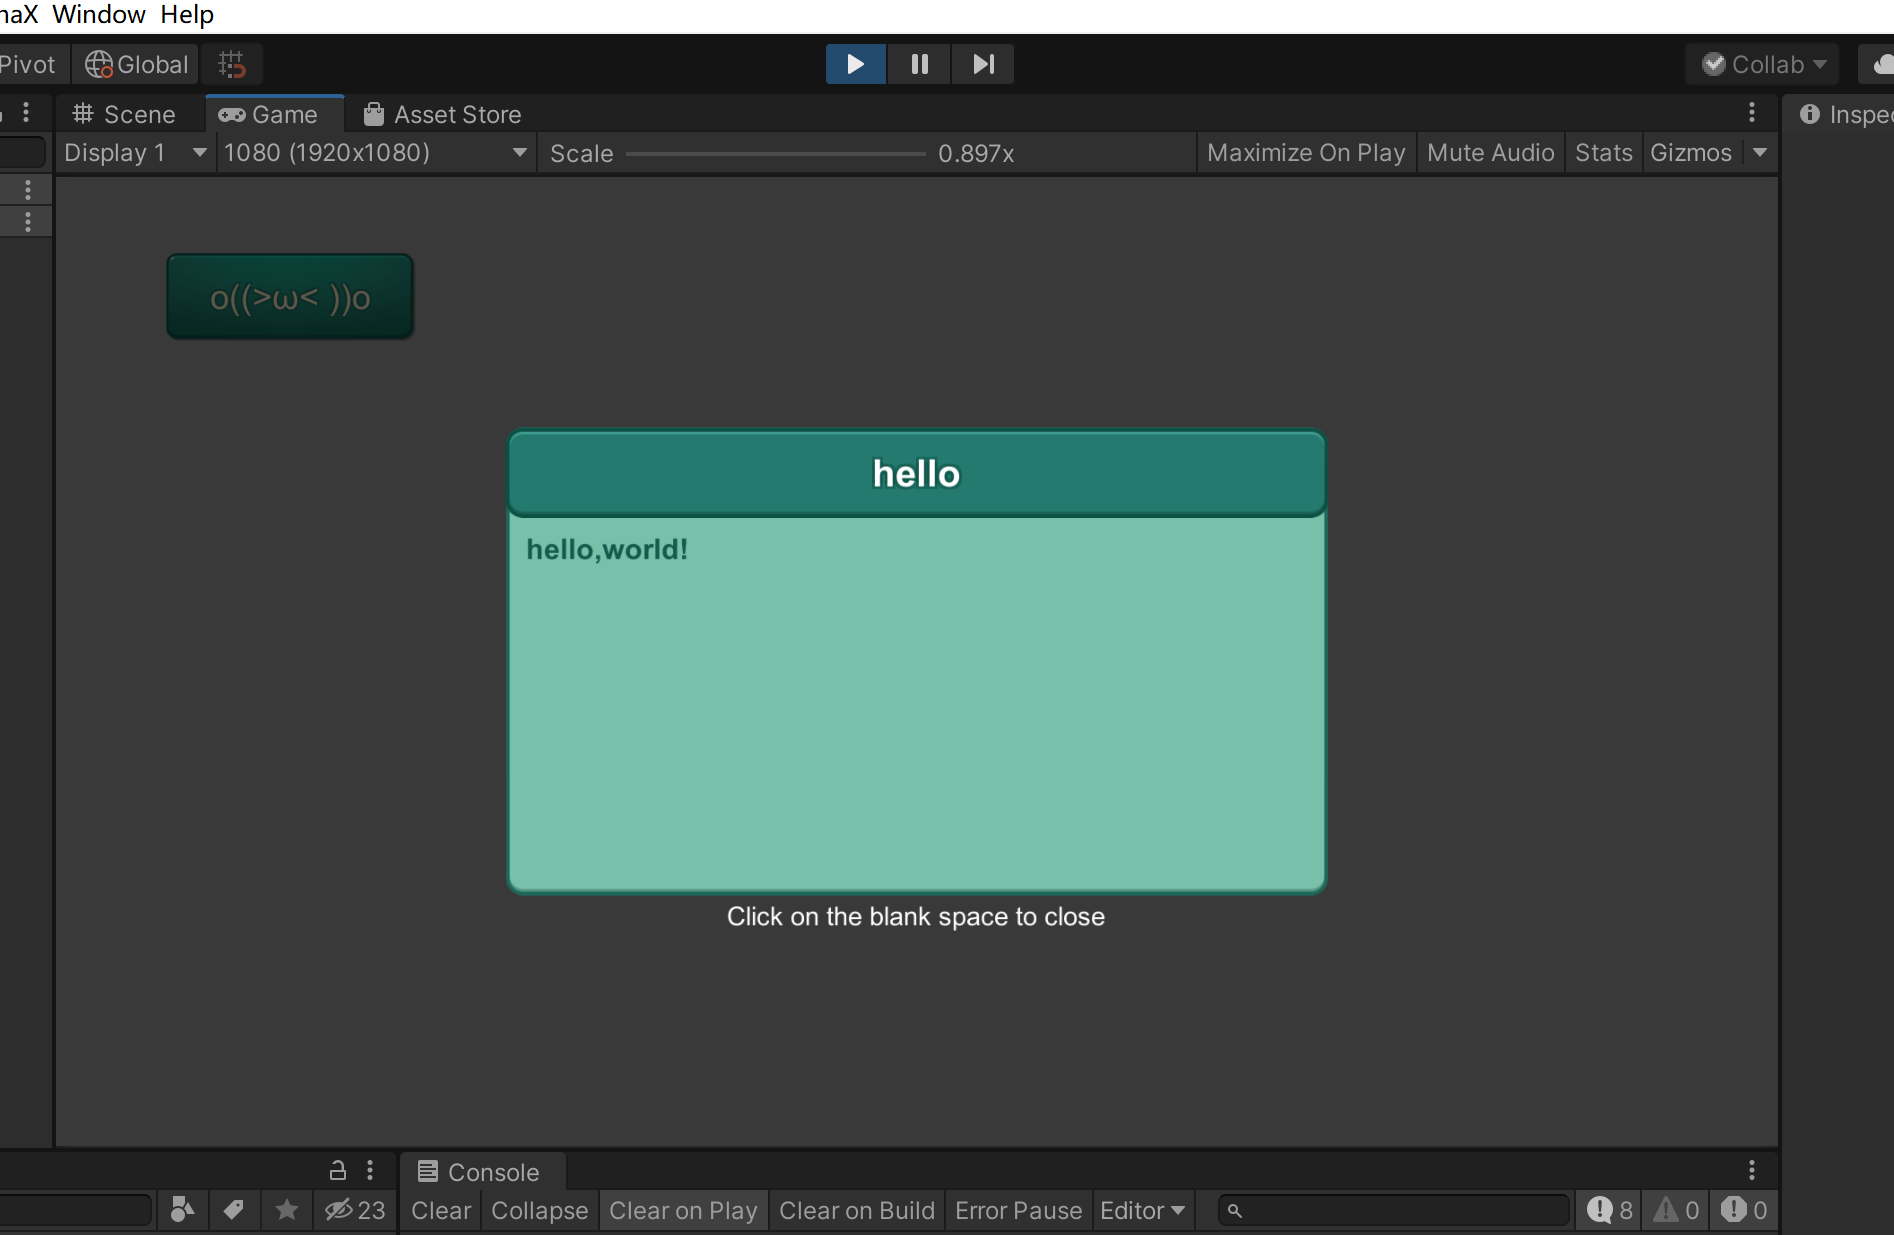 naX Window Help
Pivot Global Collab
Scene Game Asset Store Inspec
Display 1 1080 (1920x1080) Scale 0.897x Maximize On Play Mute Audio Stats Gizmos
o((>ω< ))o
hello
hello,world!
Click on the blank space to close
Console
23 Clear Collapse Clear on Play Clear on Build Error Pause Editor 8 0 0